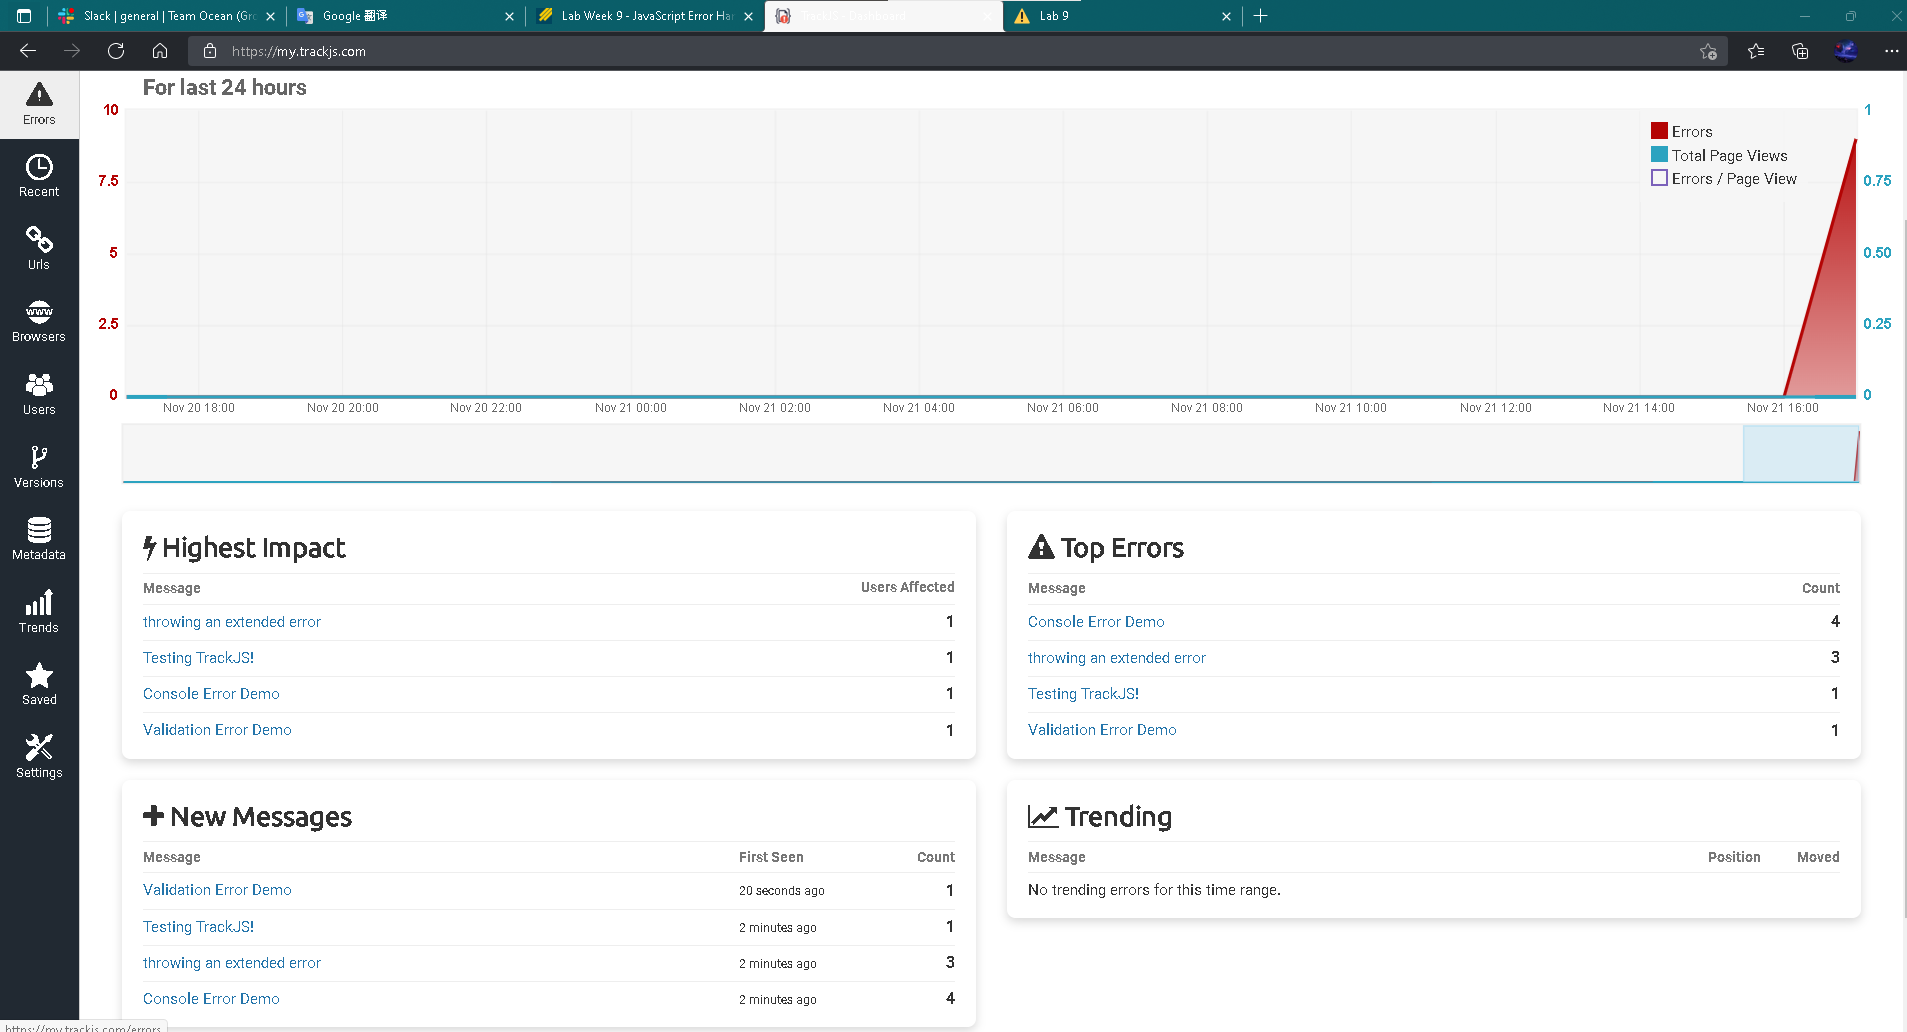 Slack | general | Team Ocean (Gro
Google 翻译
Lab Week 9 - JavaScript Error Han
TrackJS - Dashboard
Lab 9
https://my.trackjs.com
For last 24 hours
Errors
Recent
Urls
Browsers
Users
Versions
Metadata
Trends
Saved
Settings
10
7.5
5
2.5
0
1
0.75
0.50
0.25
0
Errors
Total Page Views
Errors / Page View
Nov 20 18:00 Nov 20 20:00 Nov 20 22:00 Nov 21 00:00 Nov 21 02:00 Nov 21 04:00 Nov 21 06:00 Nov 21 08:00 Nov 21 10:00 Nov 21 12:00 Nov 21 14:00 Nov 21 16:00
Highest Impact
Message Users Affected
throwing an extended error 1
Testing TrackJS! 1
Console Error Demo 1
Validation Error Demo 1
Top Errors
Message Count
Console Error Demo 4
throwing an extended error 3
Testing TrackJS! 1
Validation Error Demo 1
New Messages
Message First Seen Count
Validation Error Demo 20 seconds ago 1
Testing TrackJS! 2 minutes ago 1
throwing an extended error 2 minutes ago 3
Console Error Demo 2 minutes ago 4
Trending
Message Position Moved
No trending errors for this time range.
https://my.trackjs.com/errors